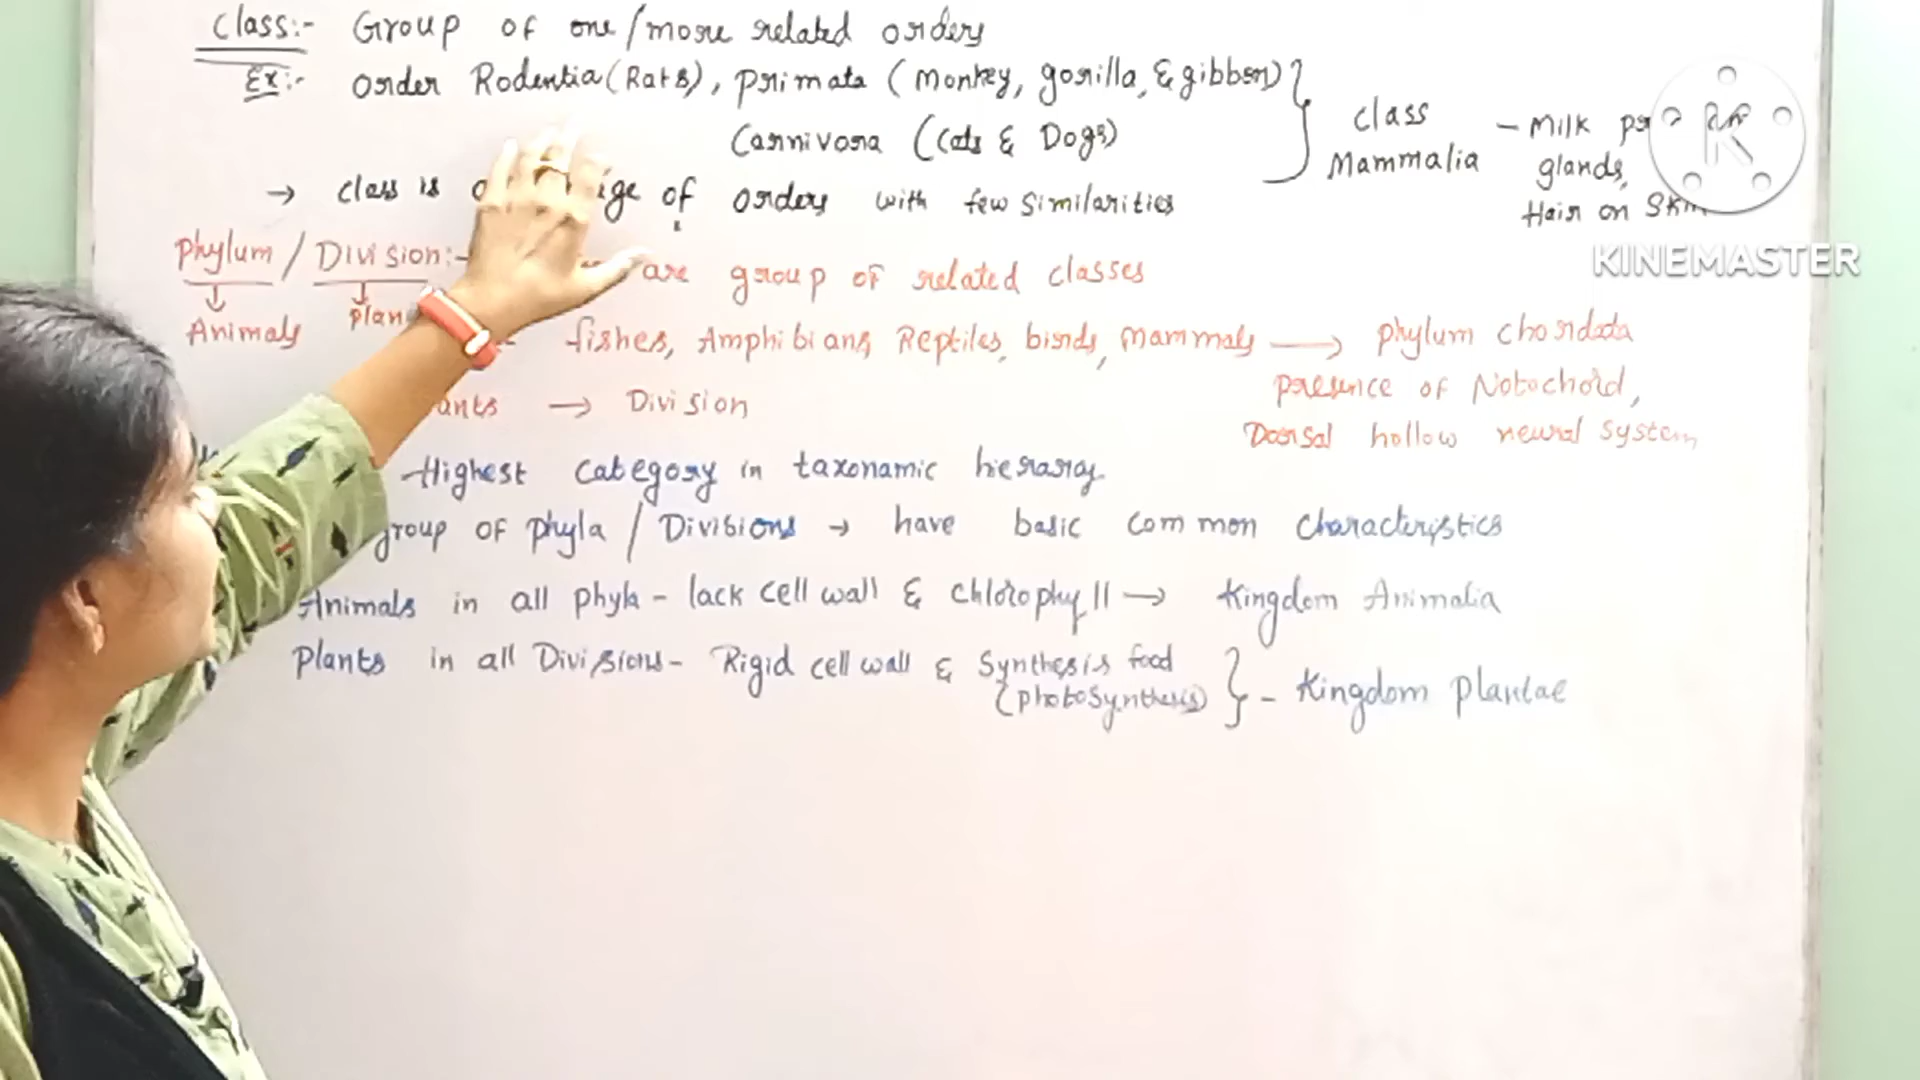 Class:- Group of one/more related orders
Ex:- order Rodentia (Rats), primata (Monkey, gorilla, & gibbon)
Carnivora (Cats & Dogs)
Class Mammalia
- Milk
glands,
Hair on Skin
→ class is of orders with few similarities
Phylum / Division:- are group of related classes
Animals
fishes, Amphibians, Reptiles, birds, mammals → phylum chordata
presence of Notochord,
Dorsal hollow neural system
→ Division
Highest category in taxonamic hieraray
group of phyla / Divisions → have basic common characteristics
Animals in all phyla - lack cell wall & chlorophyll → Kingdom Animalia
Plants in all Divisions - Rigid cell wall & Synthesis food
(photosynthesis) } - Kingdom plantae
KINEMASTER